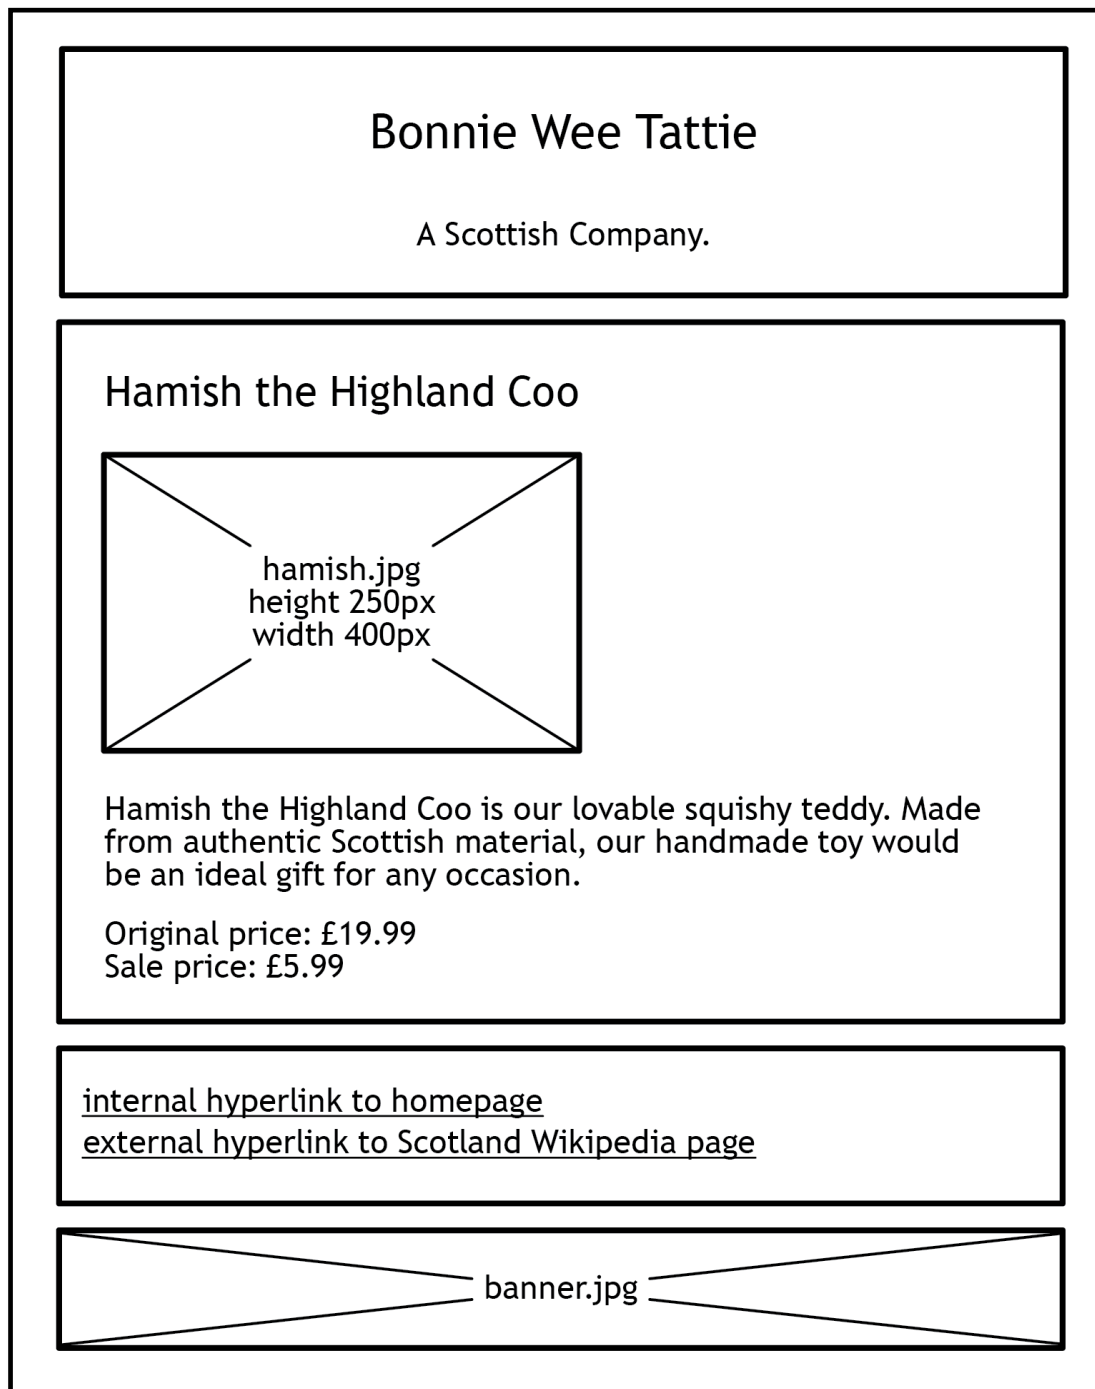 Bonnie Wee Tattie
A Scottish Company.
Hamish the Highland Coo
hamish.jpg
height 250px
width 400px
Hamish the Highland Coo is our lovable squishy teddy. Made
from authentic Scottish material, our handmade toy would
be an ideal gift for any occasion.
Original price: £19.99
Sale price: £5.99
internal hyperlink to homepage
external hyperlink to Scotland Wikipedia page
banner.jpg